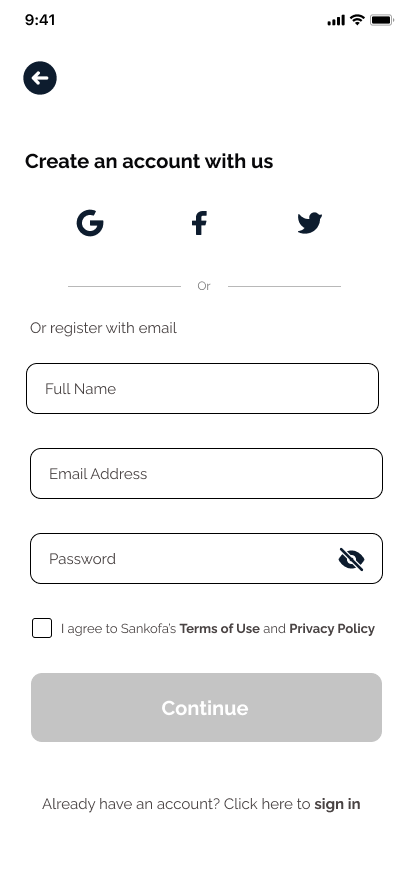 9:41
Create an account with us
Or
Or register with email
Full Name
Email Address
Password
I agree to Sankofa's Terms of Use and Privacy Policy
Continue
Already have an account? Click here to sign in